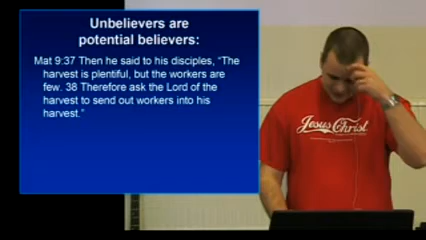 Unbelievers are
potential believers:
Mat 9:37 Then he said to his disciples, “The
harvest is plentiful, but the workers are
few. 38 Therefore ask the Lord of the
harvest to send out workers into his
harvest.”
Jesus Christ